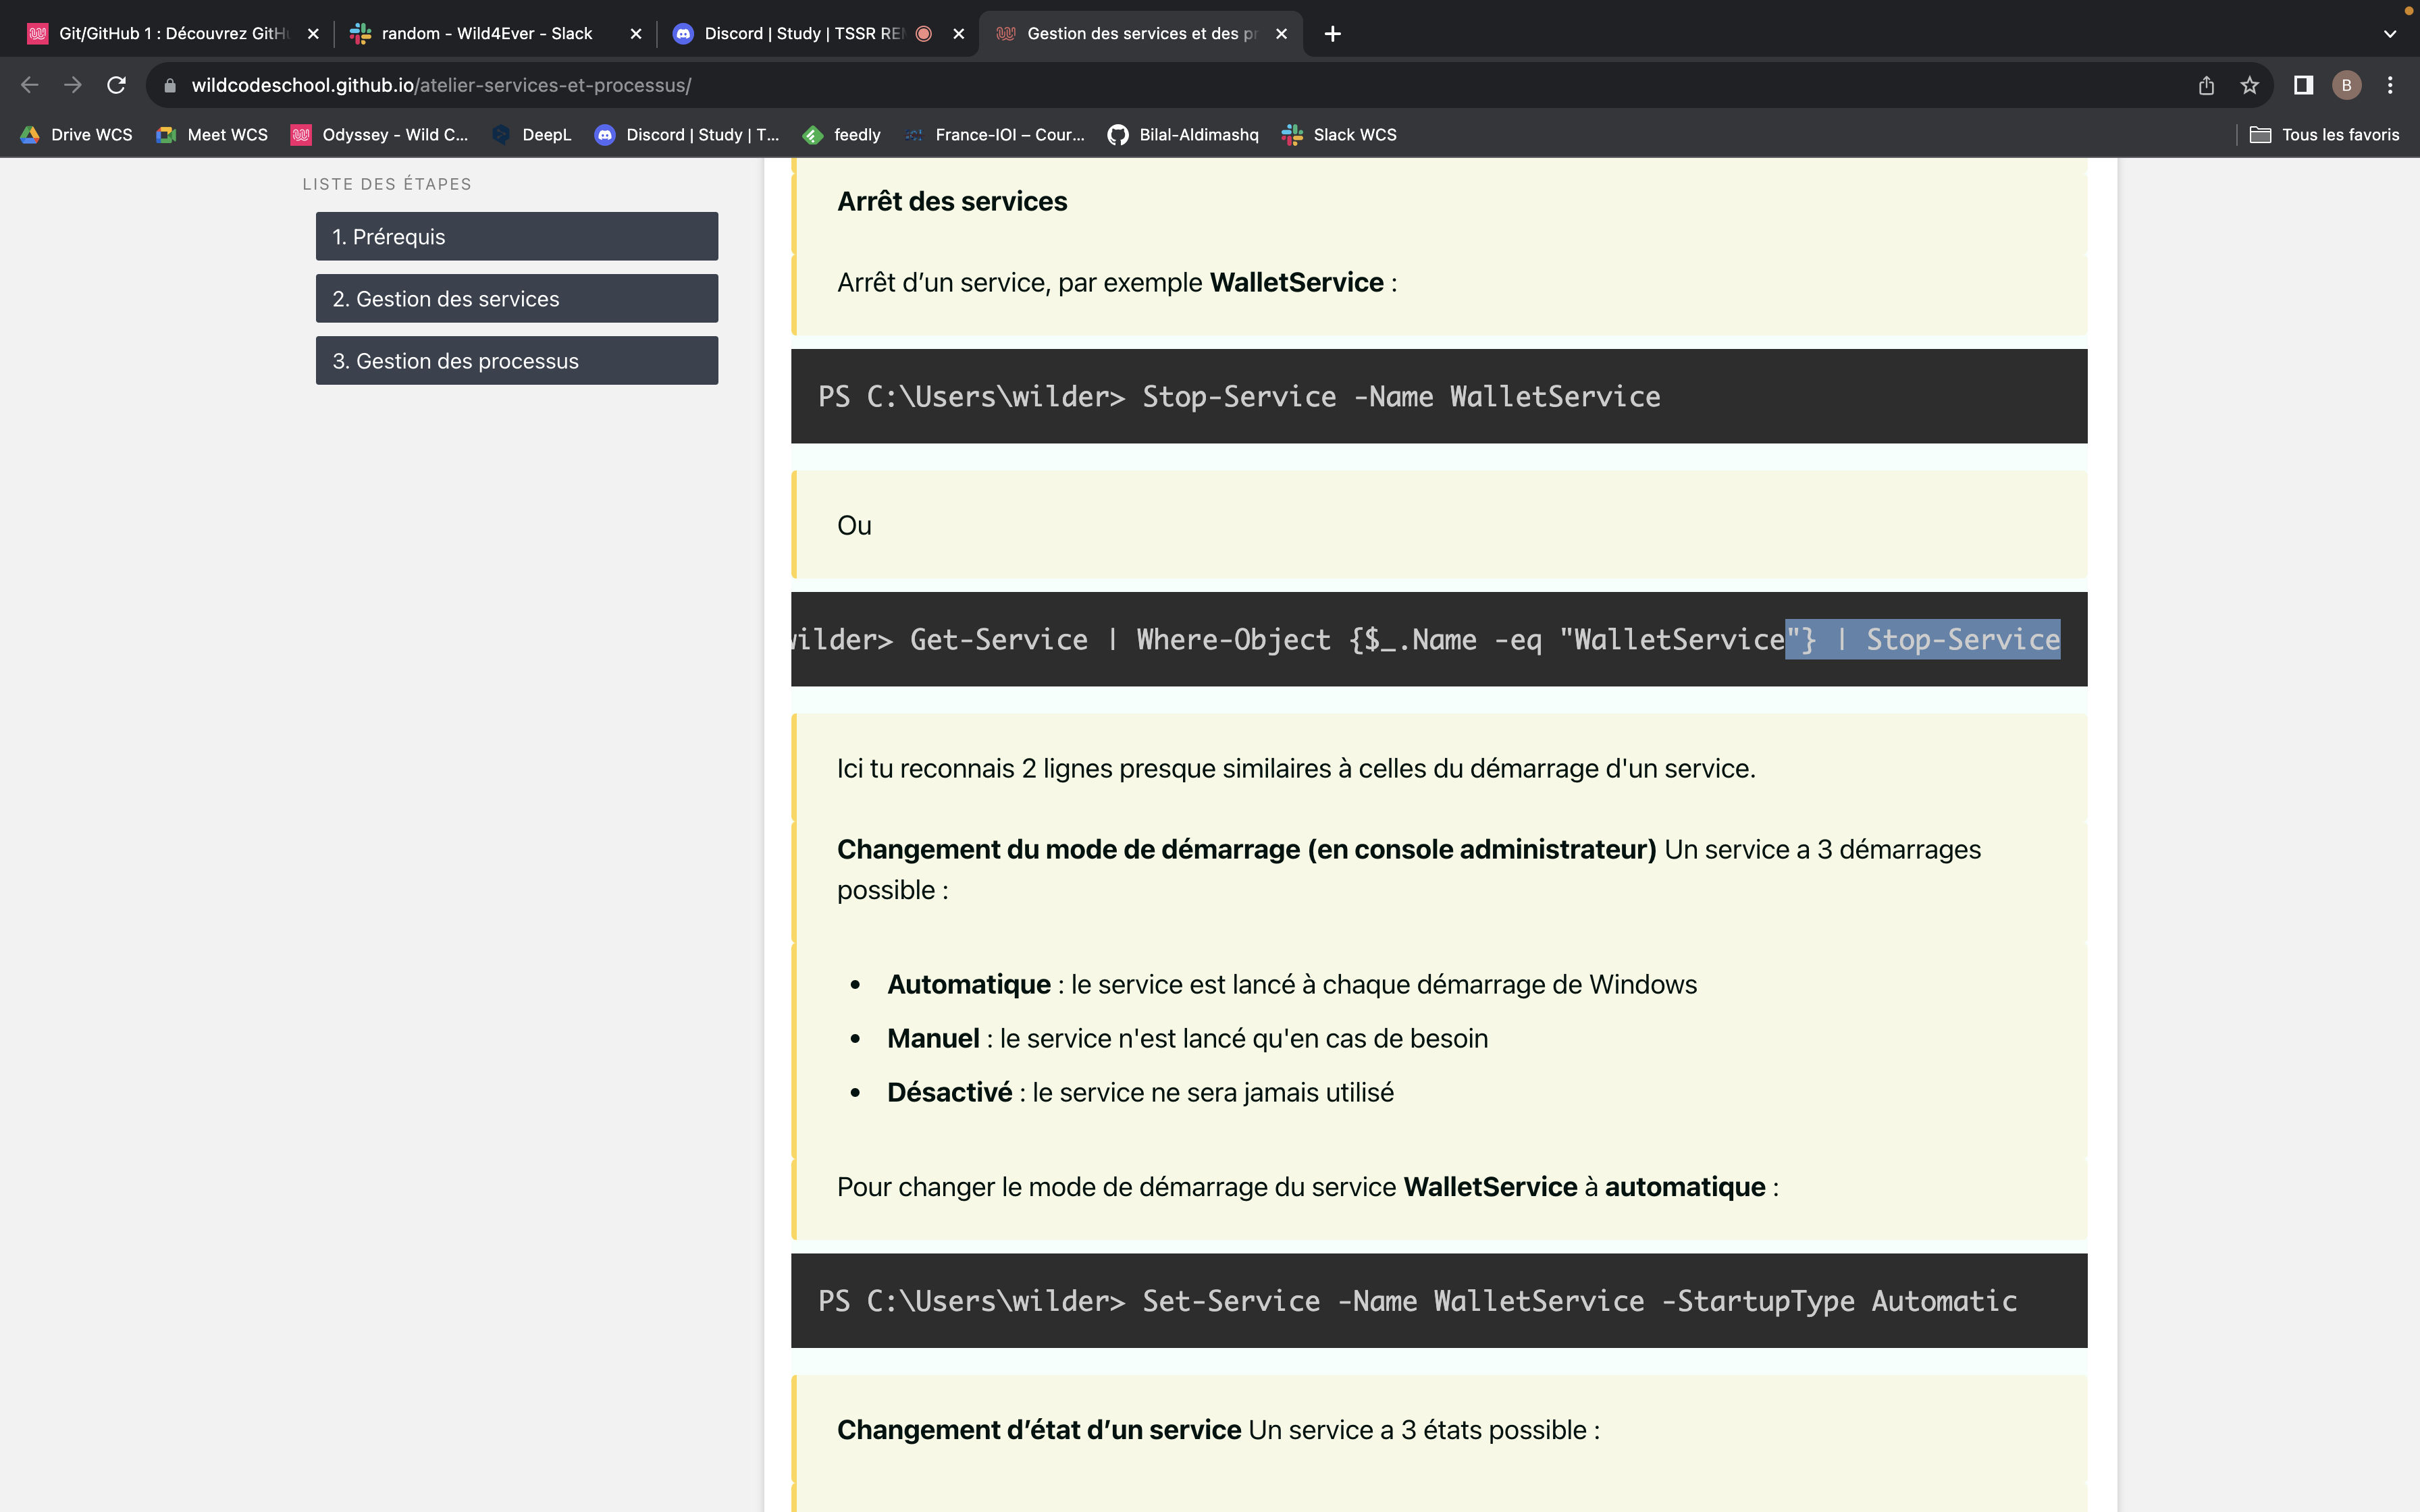 Git/GitHub 1 : Découvrez GitHu
random - Wild4Ever - Slack
Discord | Study | TSSR REM
Gestion des services et des pr
wildcodeschool.github.io/atelier-services-et-processus/
B
Drive WCS
Meet WCS
Odyssey - Wild C...
DeepL
Discord | Study | T...
feedly
France-IOI – Cour...
Bilal-Aldimashq
Slack WCS
Tous les favoris
LISTE DES ÉTAPES
1. Prérequis
2. Gestion des services
3. Gestion des processus
Arrêt des services
Arrêt d’un service, par exemple WalletService :
PS C:\Users\wilder> Stop-Service -Name WalletService
Ou
wilder> Get-Service | Where-Object {$_.Name -eq "WalletService"} | Stop-Service
Ici tu reconnais 2 lignes presque similaires à celles du démarrage d'un service.
Changement du mode de démarrage (en console administrateur) Un service a 3 démarrages
possible :
• Automatique : le service est lancé à chaque démarrage de Windows
• Manuel : le service n'est lancé qu'en cas de besoin
• Désactivé : le service ne sera jamais utilisé
Pour changer le mode de démarrage du service WalletService à automatique :
PS C:\Users\wilder> Set-Service -Name WalletService -StartupType Automatic
Changement d’état d’un service Un service a 3 états possible :